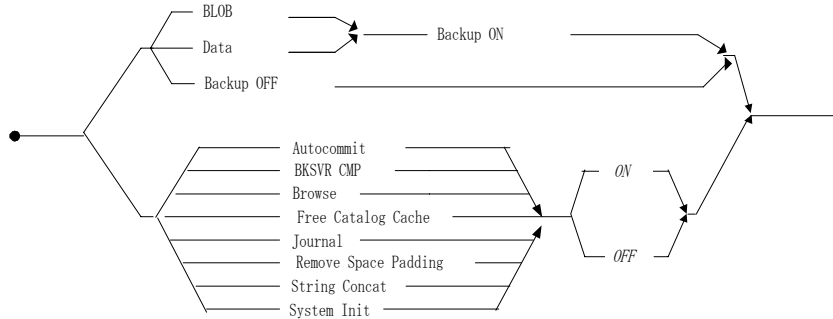 BLOB
Data
Backup ON
Backup OFF
Autocommit
BKSVR CMP
Browse
Free Catalog Cache
Journal
Remove Space Padding
String Concat
System Init
ON
OFF